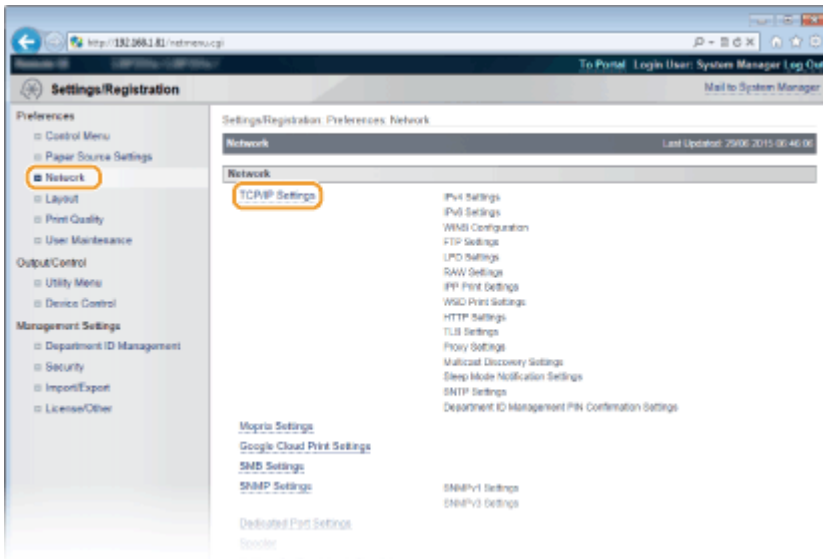 http://192.168.1.81/netmenu.cgi
To Portal Login User: System Manager Log Out
Settings/Registration
Mail to System Manager
Preferences
Control Menu
Paper Source Settings
Network
Layout
Print Quality
User Maintenance
Output/Control
Utility Menu
Device Control
Management Settings
Department ID Management
Security
Import/Export
License/Other
Settings/Registration: Preferences: Network
Network
Last Updated: 29/06 2015 06:46:06
Network
TCP/IP Settings
IPv4 Settings
IPv6 Settings
WINS Configuration
FTP Settings
LPD Settings
RAW Settings
IPP Print Settings
WSD Print Settings
HTTP Settings
TLS Settings
Proxy Settings
Multicast Discovery Settings
Sleep Mode Notification Settings
SNTP Settings
Department ID Management PIN Confirmation Settings
Mopria Settings
Google Cloud Print Settings
SMB Settings
SNMP Settings
SNMPv1 Settings
SNMPv3 Settings
Dedicated Port Settings
Spooler